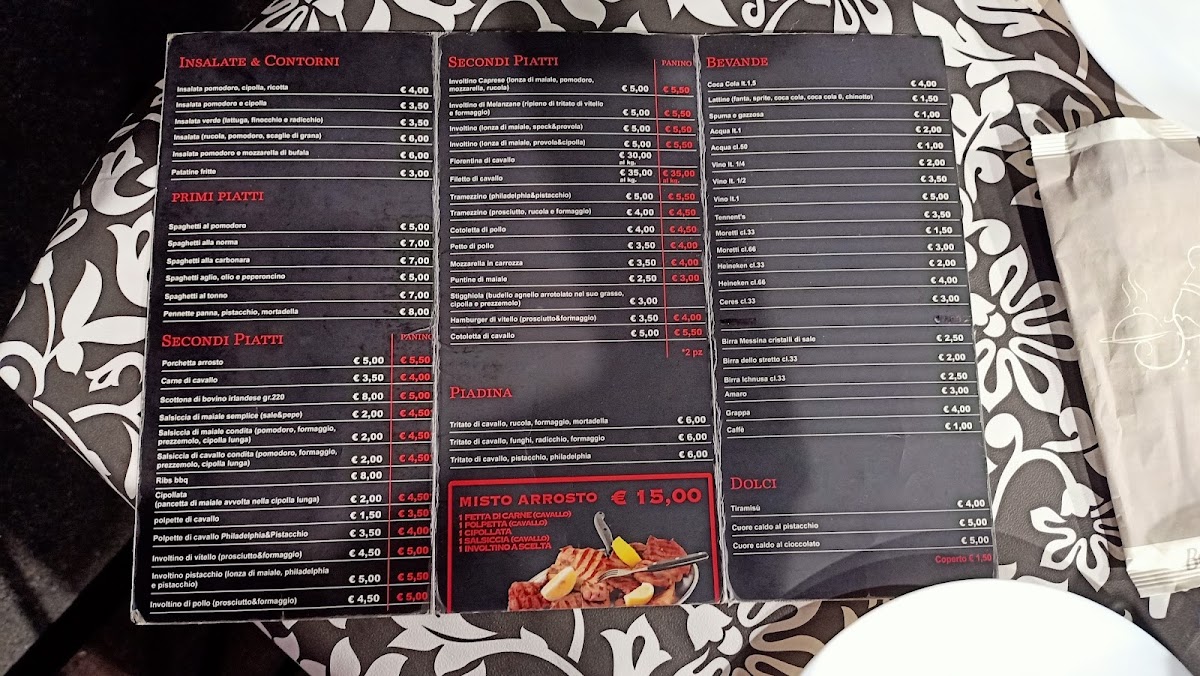 INSALATE & CONTORNI
Insalata pomodoro, cipolla, ricotta € 4,00
Insalata pomodoro e cipolla € 3,50
Insalata verde (lattuga, finocchio e radicchio) € 3,50
Insalata (rucola, pomodoro, scaglie di grana) € 6,00
Insalata pomodoro e mozzarella di bufala € 6,00
Patatine fritte € 3,00
PRIMI PIATTI
Spaghetti al pomodoro € 5,00
Spaghetti alla norma € 7,00
Spaghetti alla carbonara € 7,00
Spaghetti aglio, olio e peperoncino € 5,00
Spaghetti al tonno € 7,00
Pennette panna, pistacchio, mortadella € 8,00
SECONDI PIATTI PANINO
Porchetta arrosto € 5,00 € 5,50
Carne di cavallo € 3,50 € 4,00
Scottona di bovino irlandese gr.220 € 8,00 € 5,00
Salsiccia di maiale semplice (sale&pepe) € 2,00 € 4,50*
Salsiccia di maiale condita (pomodoro, formaggio,
prezzemolo, cipolla lunga) € 2,00 € 4,50*
Salsiccia di cavallo condita (pomodoro, formaggio,
prezzemolo, cipolla lunga) € 2,00 € 4,50*
Ribs bbq € 8,00
Cipollata
(pancetta di maiale avvolta nella cipolla lunga) € 2,00 € 4,50*
polpette di cavallo € 1,50 € 3,50
Polpette di cavallo Philadelphia&Pistacchio € 3,50 € 4,00
Involtino di vitello (prosciutto&formaggio) € 4,50 € 5,00
Involtino pistacchio (lonza di maiale, philadelphia
e pistacchio) € 5,00 € 5,50
Involtino di pollo (prosciutto&formaggio) € 4,50 € 5,00
SECONDI PIATTI PANINO
Involtino Caprese (lonza di maiale, pomodoro,
mozzarella, rucola) € 5,00 € 5,50
Involtino di Melanzane (ripieno di tritato di vitello
e formaggio) € 5,00 € 5,50
Involtino (lonza di maiale, speck&provola) € 5,00 € 5,50
Involtino (lonza di maiale, provola&cipolla) € 5,00 € 5,50
Fiorentina di cavallo € 30,00
al kg.
Filetto di cavallo € 35,00 € 35,00
al kg. al kg.
Tramezzino (philadelphia&pistacchio) € 5,00 € 5,50
Tramezzino (prosciutto, rucola e formaggio) € 4,00 € 4,50
Cotoletta di pollo € 4,00 € 4,50
Petto di pollo € 3,50 € 4,00
Mozzarella in carrozza € 3,50 € 4,00
Puntine di maiale € 2,50 € 3,00
Stigghiola (budello agnello arrotolato nel suo grasso,
cipolla e prezzemolo) € 3,00
Hamburger di vitello (prosciutto&formaggio) € 3,50 € 4,00
Cotoletta di cavallo € 5,00 € 5,50
*2 pz
PIADINA
Tritato di cavallo, rucola, formaggio, mortadella € 6,00
Tritato di cavallo, funghi, radicchio, formaggio € 6,00
Tritato di cavallo, pistacchio, philadelphia € 6,00
MISTO ARROSTO € 15,00
1 FETTA DI CARNE (CAVALLO)
1 POLPETTA (CAVALLO)
1 CIPOLLATA
1 SALSICCIA (CAVALLO)
1 INVOLTINO A SCELTA
BEVANDE
Coca Cola lt.1,5 € 4,00
Lattine (fanta, sprite, coca cola, coca cola 0, chinotto) € 1,50
Spuma e gazzosa € 1,00
Acqua lt.1 € 2,00
Acqua cl.50 € 1,00
Vino lt. 1/4 € 2,00
Vino lt. 1/2 € 3,50
Vino lt.1 € 5,00
Tennent's € 3,50
Moretti cl.33 € 1,50
Moretti cl.66 € 3,00
Heineken cl.33 € 2,00
Heineken cl.66 € 4,00
Ceres cl.33 € 3,00
Birra Messina cristalli di sale € 2,50
Birra dello stretto cl.33 € 2,00
Birra Ichnusa cl.33 € 2,50
Amaro € 3,00
Grappa € 4,00
Caffè € 1,00
DOLCI
Tiramisù € 4,00
Cuore caldo al pistacchio € 5,00
Cuore caldo al cioccolato € 5,00
Coperto € 1,50